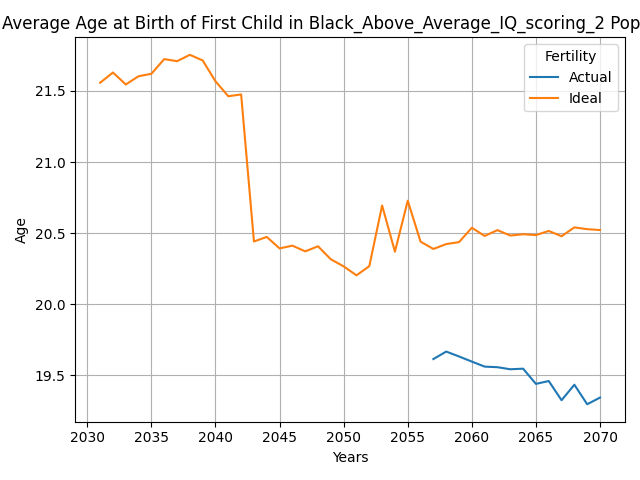 Average Age at Birth of First Child in Black_Above_Average_IQ_scoring_2 Pop
Fertility
Actual
Ideal
21.5
21.0
20.5
20.0
19.5
Age
2030 2035 2040 2045 2050 2055 2060 2065 2070
Years